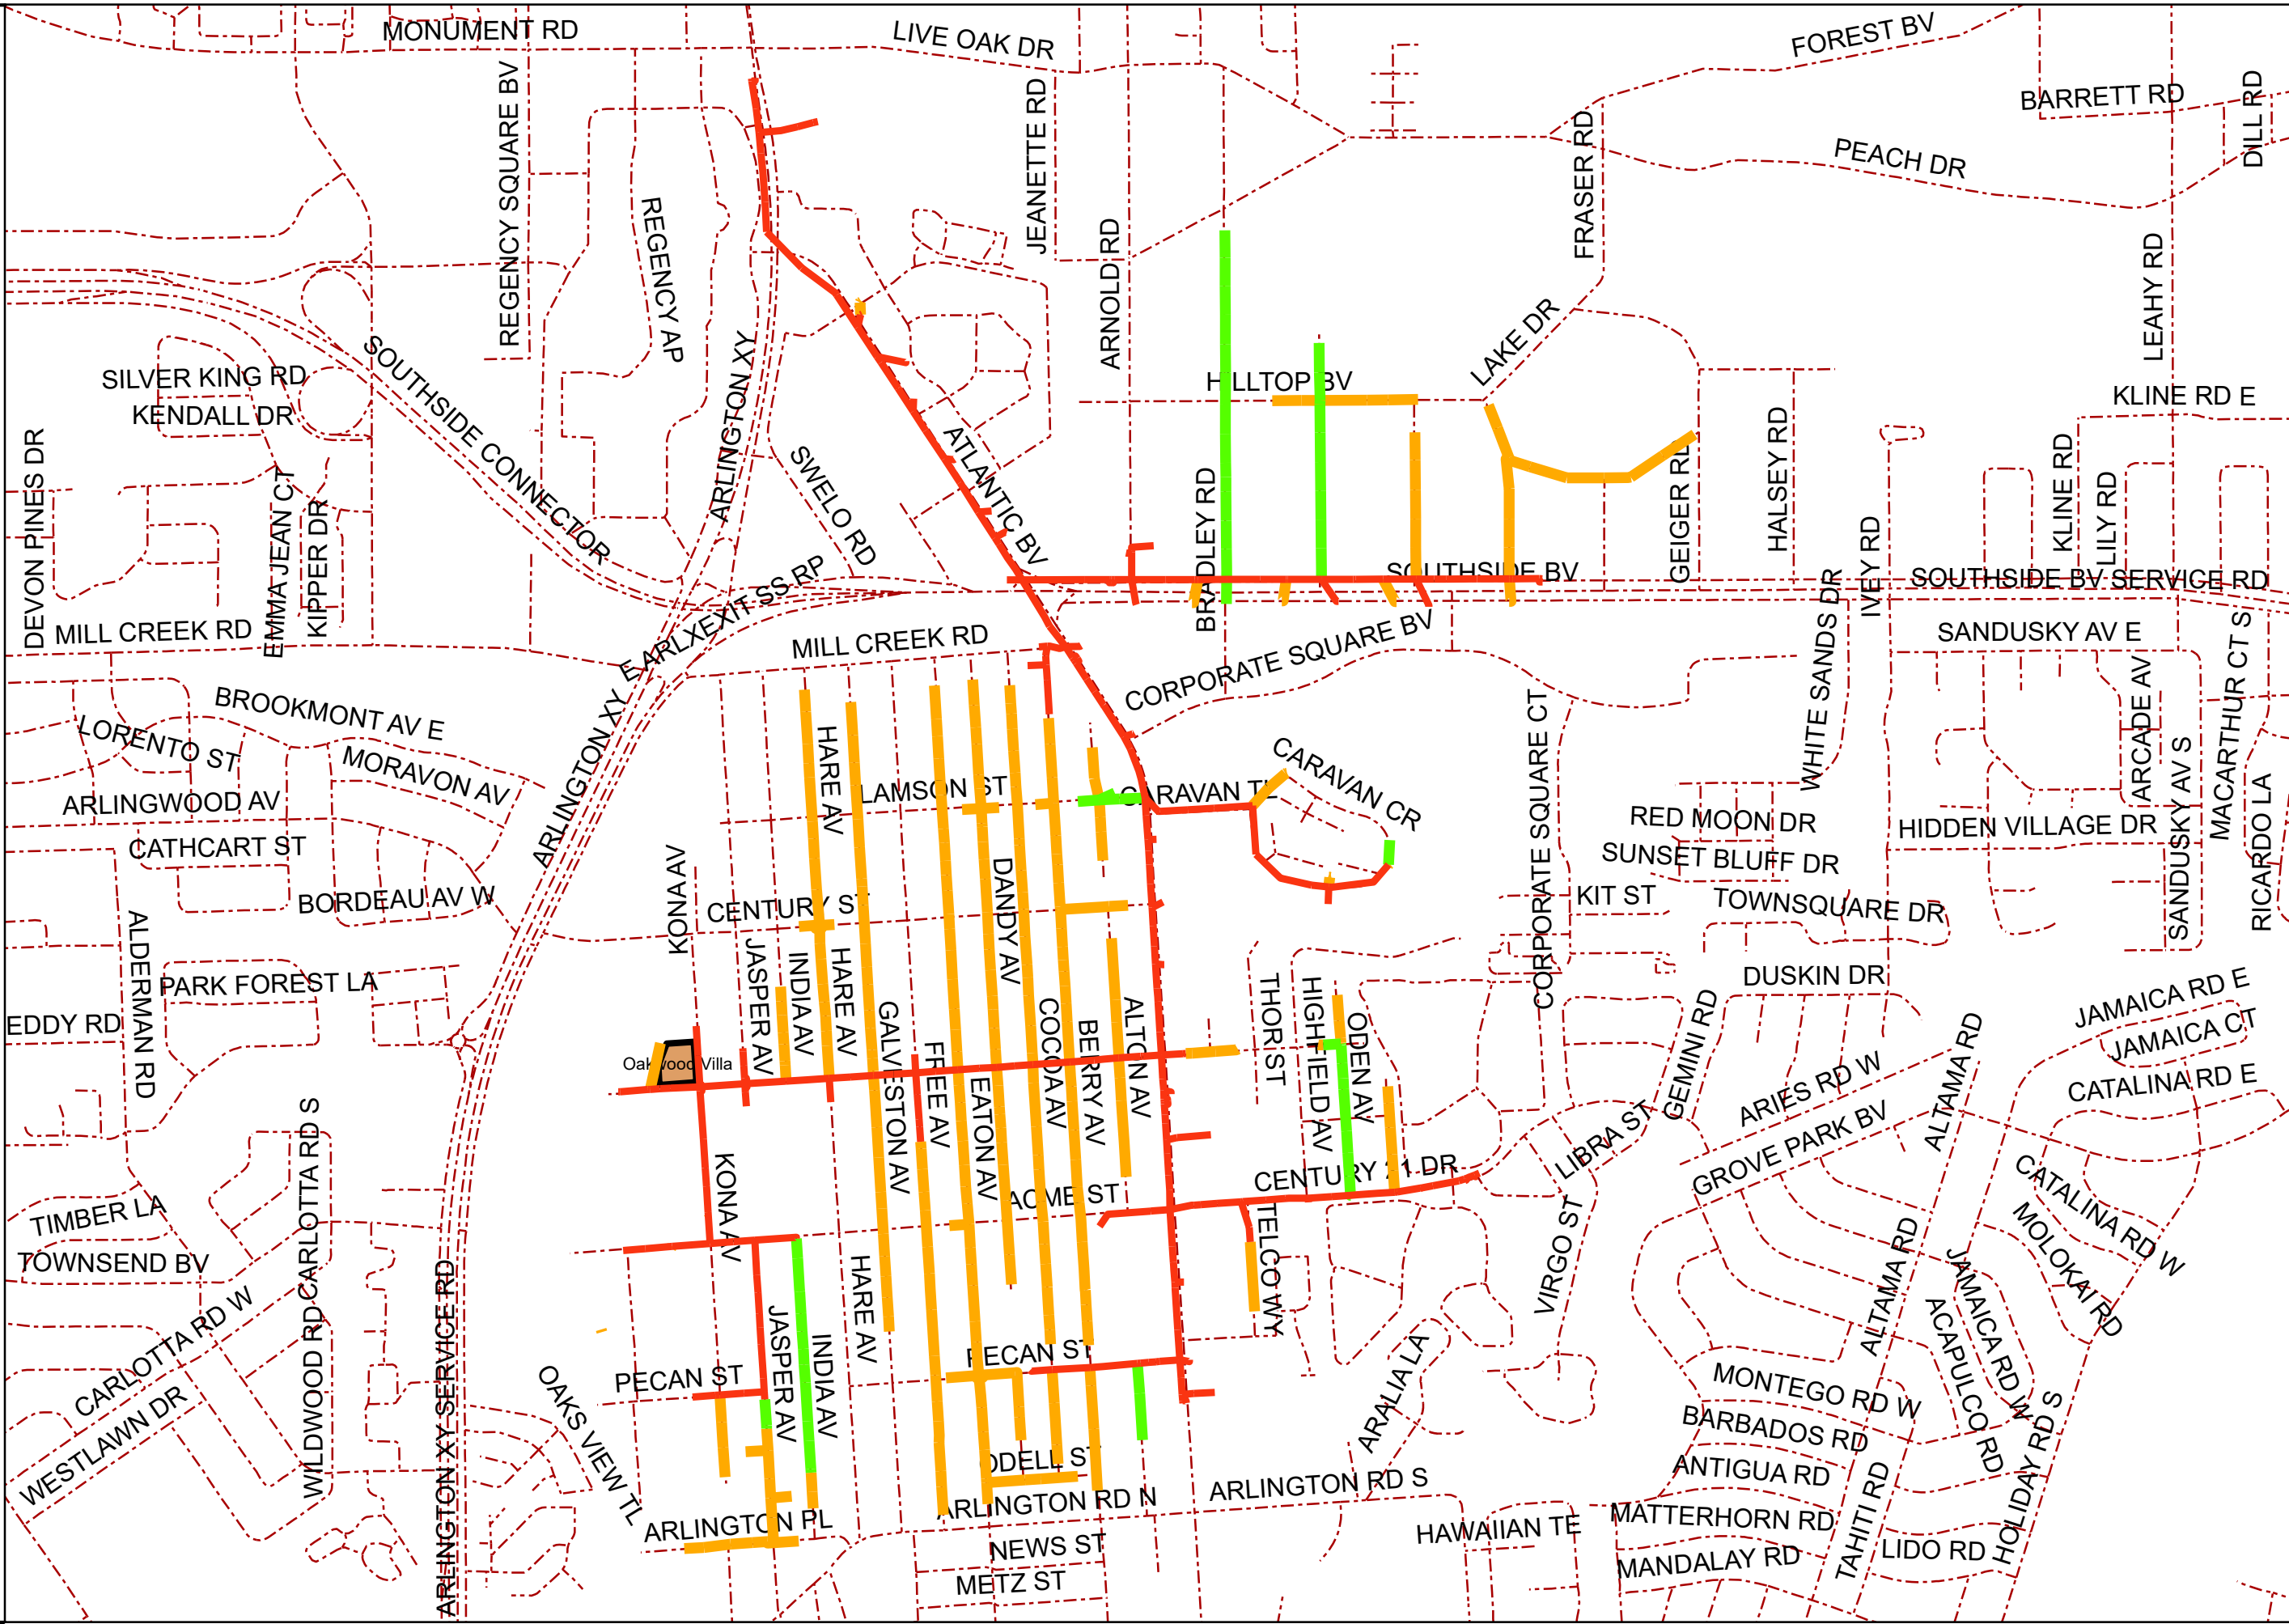 MONUMENT RD
LIVE OAK DR
FOREST BV
BARRETT RD
DILL RD
REGENCY SQUARE BV
JEANETTE RD
FRASER RD
PEACH DR
REGENCY AP
ARNOLD RD
LEAHY RD
SOUTHSIDE CONNECTOR
ARLINGTON XY
LAKE DR
SILVER KING RD
HILLTOP BV
KENDALL DR
KLINE RD E
DEVON PINES DR
EMMA JEAN CT
KIPPER DR
SWELO RD
ATLANTIC BV
BRADLEY RD
GEIGER RD
HALSEY RD
IVEY RD
KLINE RD
LILY RD
E ARLXEXIT SS RP
SOUTHSIDE BV
SOUTHSIDE BV SERVICE RD
MILL CREEK RD
MILL CREEK RD
SANDUSKY AV E
CORPORATE SQUARE BV
WHITE SANDS DR
MACARTHUR CT S
BROOKMONT AV E
LORENTO ST
MORAVON AV
ARLINGTON XY
HARE AV
CORPORATE SQUARE CT
ARCADE AV
SANDUSKY AV S
RICARDO LA
CARAVAN CR
LAMSON ST
CARAVAN TL
ARLINGWOOD AV
RED MOON DR
HIDDEN VILLAGE DR
CATHCART ST
SUNSET BLUFF DR
BORDEAU AV W
KONA AV
CENTURY ST
DANDY AV
KIT ST
TOWNSQUARE DR
ALDERMAN RD
PARK FOREST LA
JASPER AV
INDIA AV
HARE AV
DUSKIN DR
EDDY RD
GALVESTON AV
COCOA AV
BERRY AV
ALTON AV
THOR ST
HIGHFIELD AV
ODEN AV
GEMINI RD
JAMAICA RD E
JAMAICA CT
Oakwood Villa
FREE AV
EATON AV
ALTAMA RD
ARIES RD W
CATALINA RD E
LIBRA ST
GROVE PARK BV
CARLOTTA RD S
KONA AV
ACME ST
CENTURY 21 DR
CATALINA RD W
TIMBER LA
TOWNSEND BV
TELCO WY
VIRGO ST
MOLOKAI RD
HARE AV
ALTAMA RD
JAMAICA RD W
CARLOTTA RD W
WILDWOOD RD
ARLINGTON XY SERVICE RD
JASPER AV
INDIA AV
ACAPULCO RD
PECAN ST
PECAN ST
ARALIA LA
MONTEGO RD W
WESTLAWN DR
OAKS VIEW TL
BARBADOS RD
HOLIDAY RD S
ODELL ST
ANTIGUA RD
ARLINGTON RD N
ARLINGTON RD S
TAHITI RD
ARLINGTON PL
HAWAIIAN TE
MATTERHORN RD
NEWS ST
LIDO RD
MANDALAY RD
METZ ST